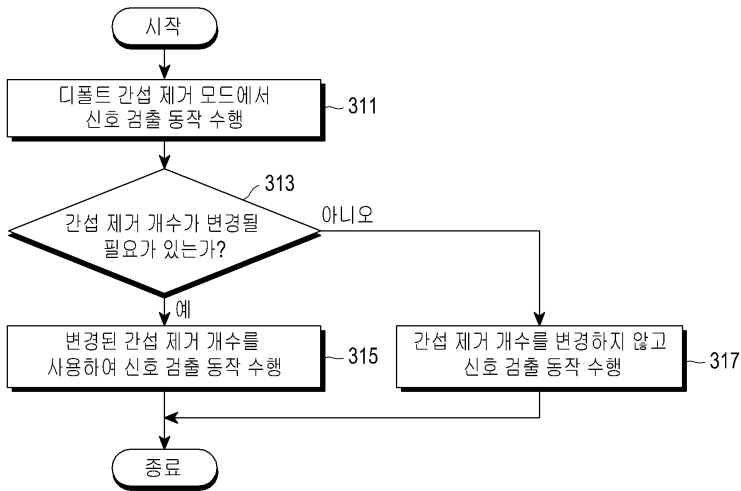 시작
디폴트 간섭 제거 모드에서
신호 검출 동작 수행
311
313
간섭 제거 개수가 변경될
필요가 있는가?
아니오
예
변경된 간섭 제거 개수를
사용하여 신호 검출 동작 수행
315
간섭 제거 개수를 변경하지 않고
신호 검출 동작 수행
317
종료